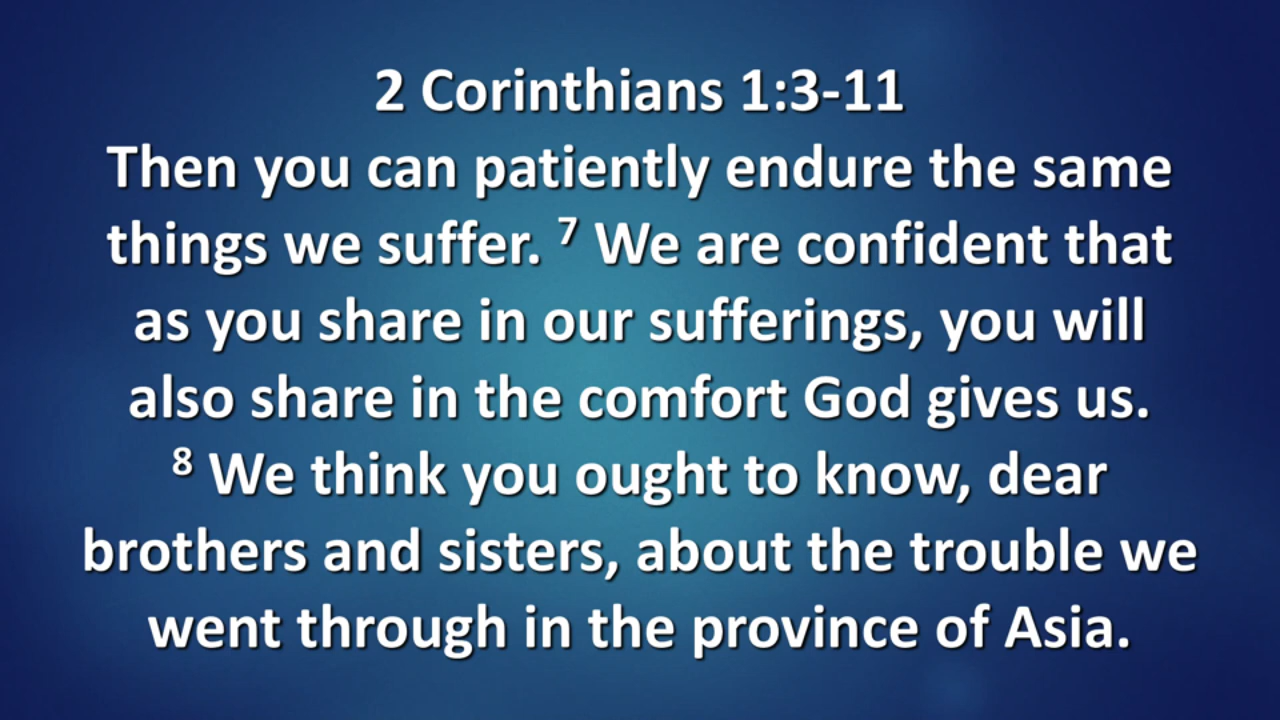 2 Corinthians 1:3-11
Then you can patiently endure the same
things we suffer. ⁷ We are confident that
as you share in our sufferings, you will
also share in the comfort God gives us.
⁸ We think you ought to know, dear
brothers and sisters, about the trouble we
went through in the province of Asia.